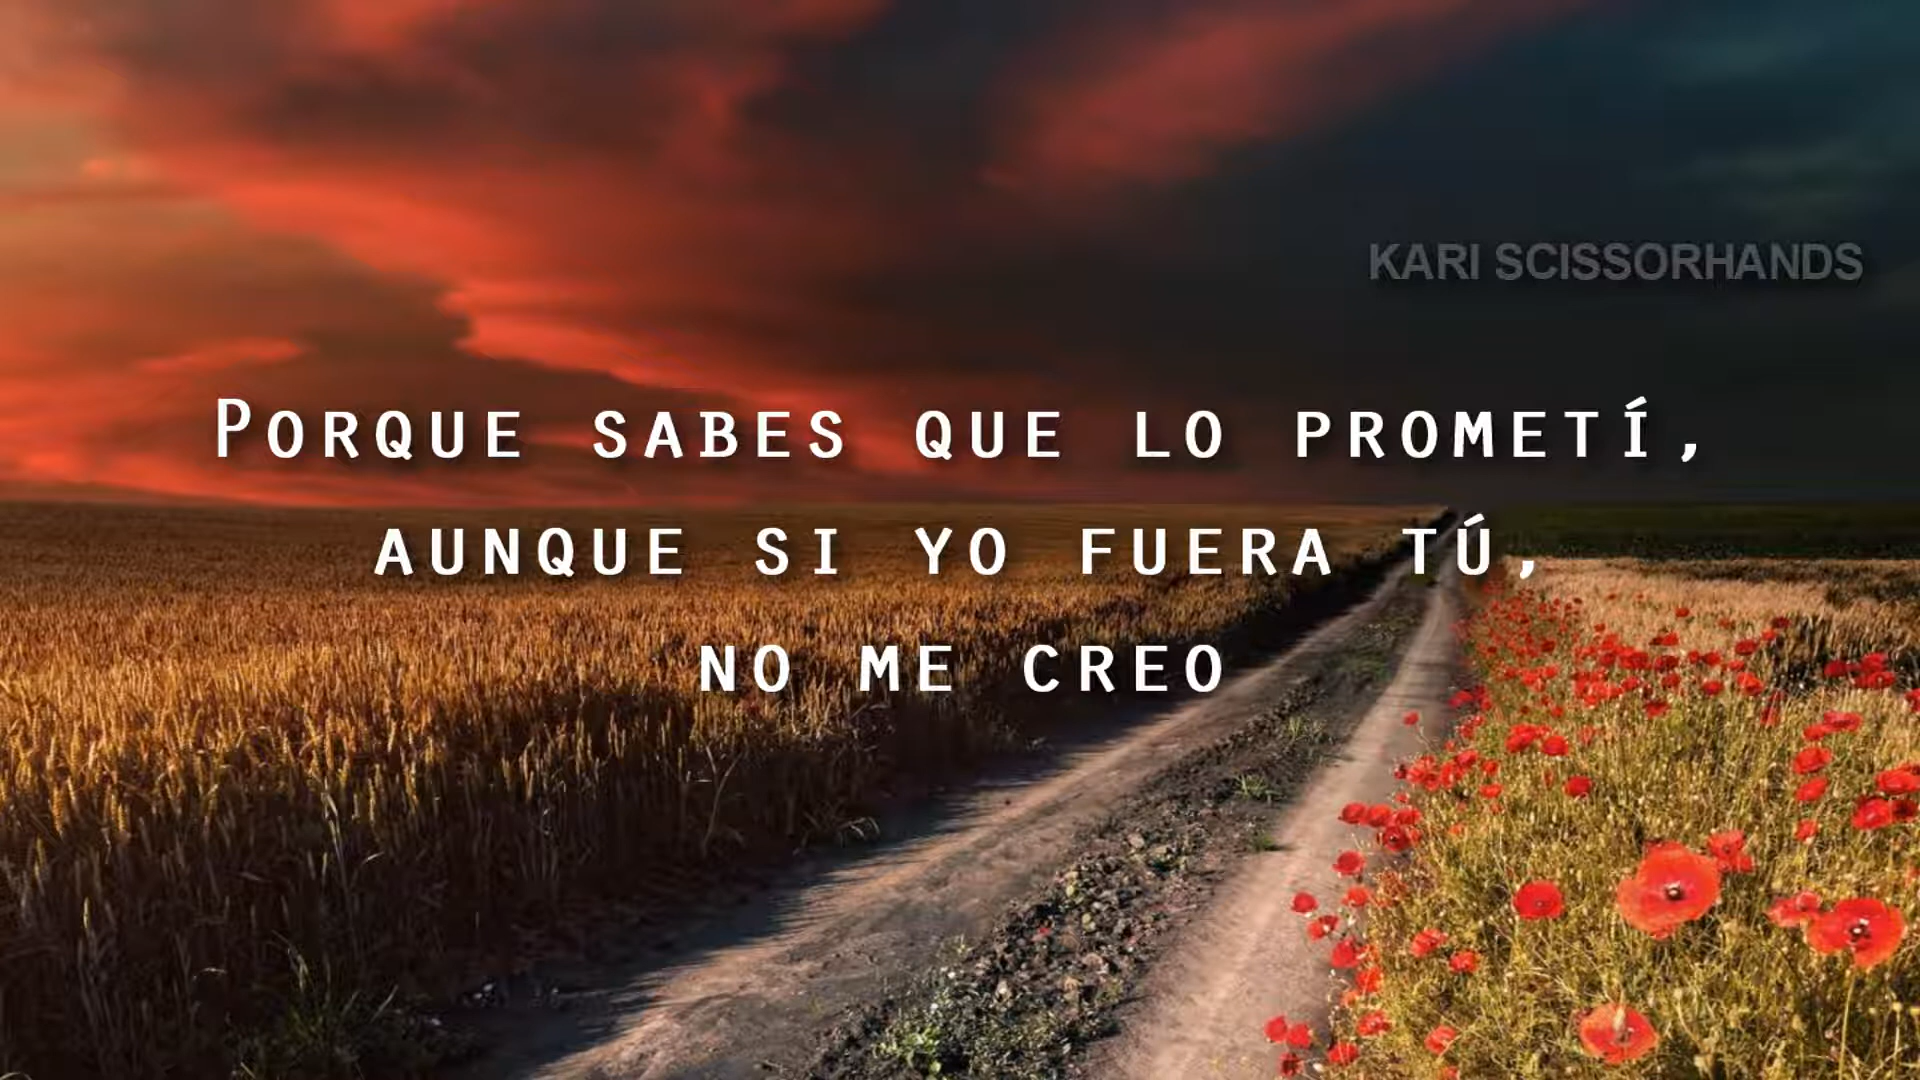 KARI SCISSORHANDS
Porque sabes que lo prometí,
aunque si yo fuera tú,
no me creo